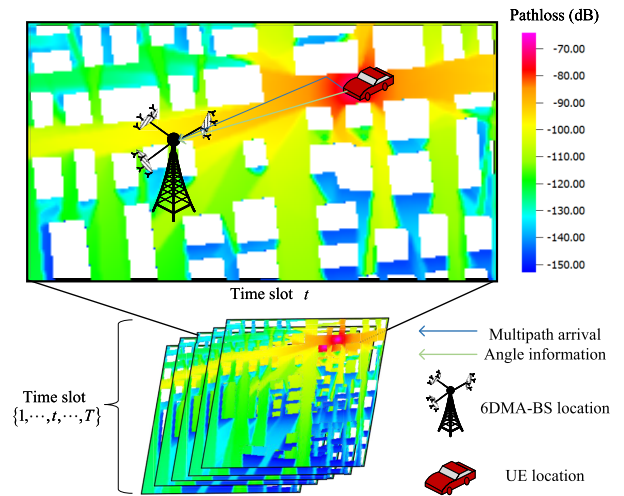 Pathloss (dB)
-70.00
-80.00
-90.00
-100.00
-110.00
-120.00
-130.00
-140.00
-150.00
Time slot t
Time slot
{1,⋯,t,⋯,T}
Multipath arrival
Angle information
6DMA-BS location
UE location